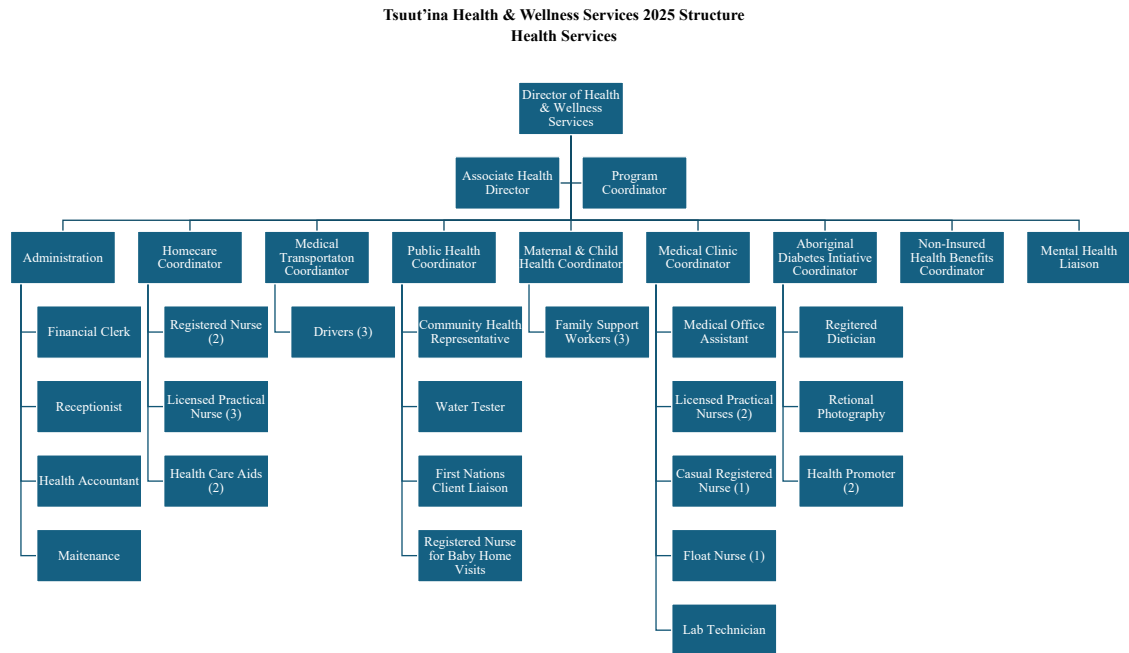 Tsuut’ina Health & Wellness Services 2025 Structure
Health Services
Director of Health
& Wellness
Services
Associate Health
Director
Program
Coordinator
Administration
Homecare
Coordinator
Medical
Transportaton
Coordiantor
Public Health
Coordinator
Maternal & Child
Health Coordinator
Medical Clinic
Coordinator
Aboriginal
Diabetes Intiative
Coordinator
Non-Insured
Health Benefits
Coordinator
Mental Health
Liaison
Financial Clerk
Receptionist
Health Accountant
Maitenance
Registered Nurse
(2)
Licensed Practical
Nurse (3)
Health Care Aids
(2)
Drivers (3)
Community Health
Representative
Water Tester
First Nations
Client Liaison
Registered Nurse
for Baby Home
Visits
Family Support
Workers (3)
Medical Office
Assistant
Licensed Practical
Nurses (2)
Casual Registered
Nurse (1)
Float Nurse (1)
Lab Technician
Regitered
Dietician
Retional
Photography
Health Promoter
(2)